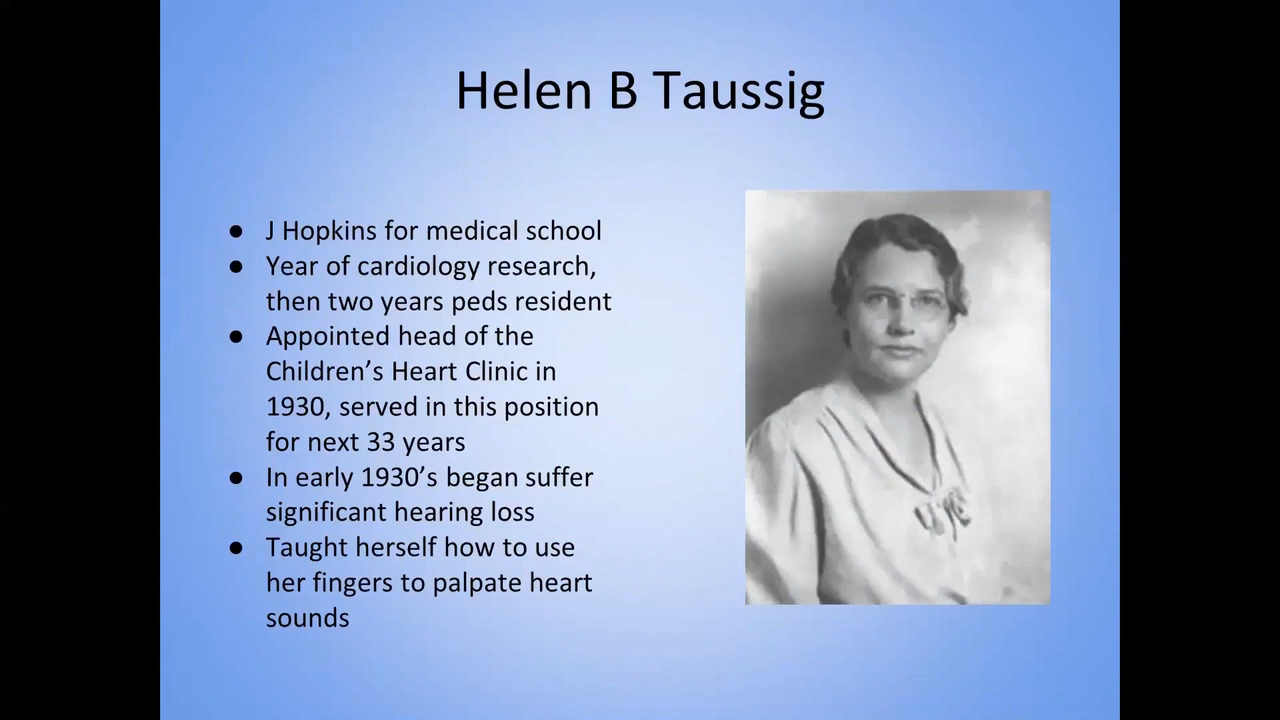 Helen B Taussig
● J Hopkins for medical school
● Year of cardiology research,
then two years peds resident
● Appointed head of the
Children’s Heart Clinic in
1930, served in this position
for next 33 years
● In early 1930’s began suffer
significant hearing loss
● Taught herself how to use
her fingers to palpate heart
sounds